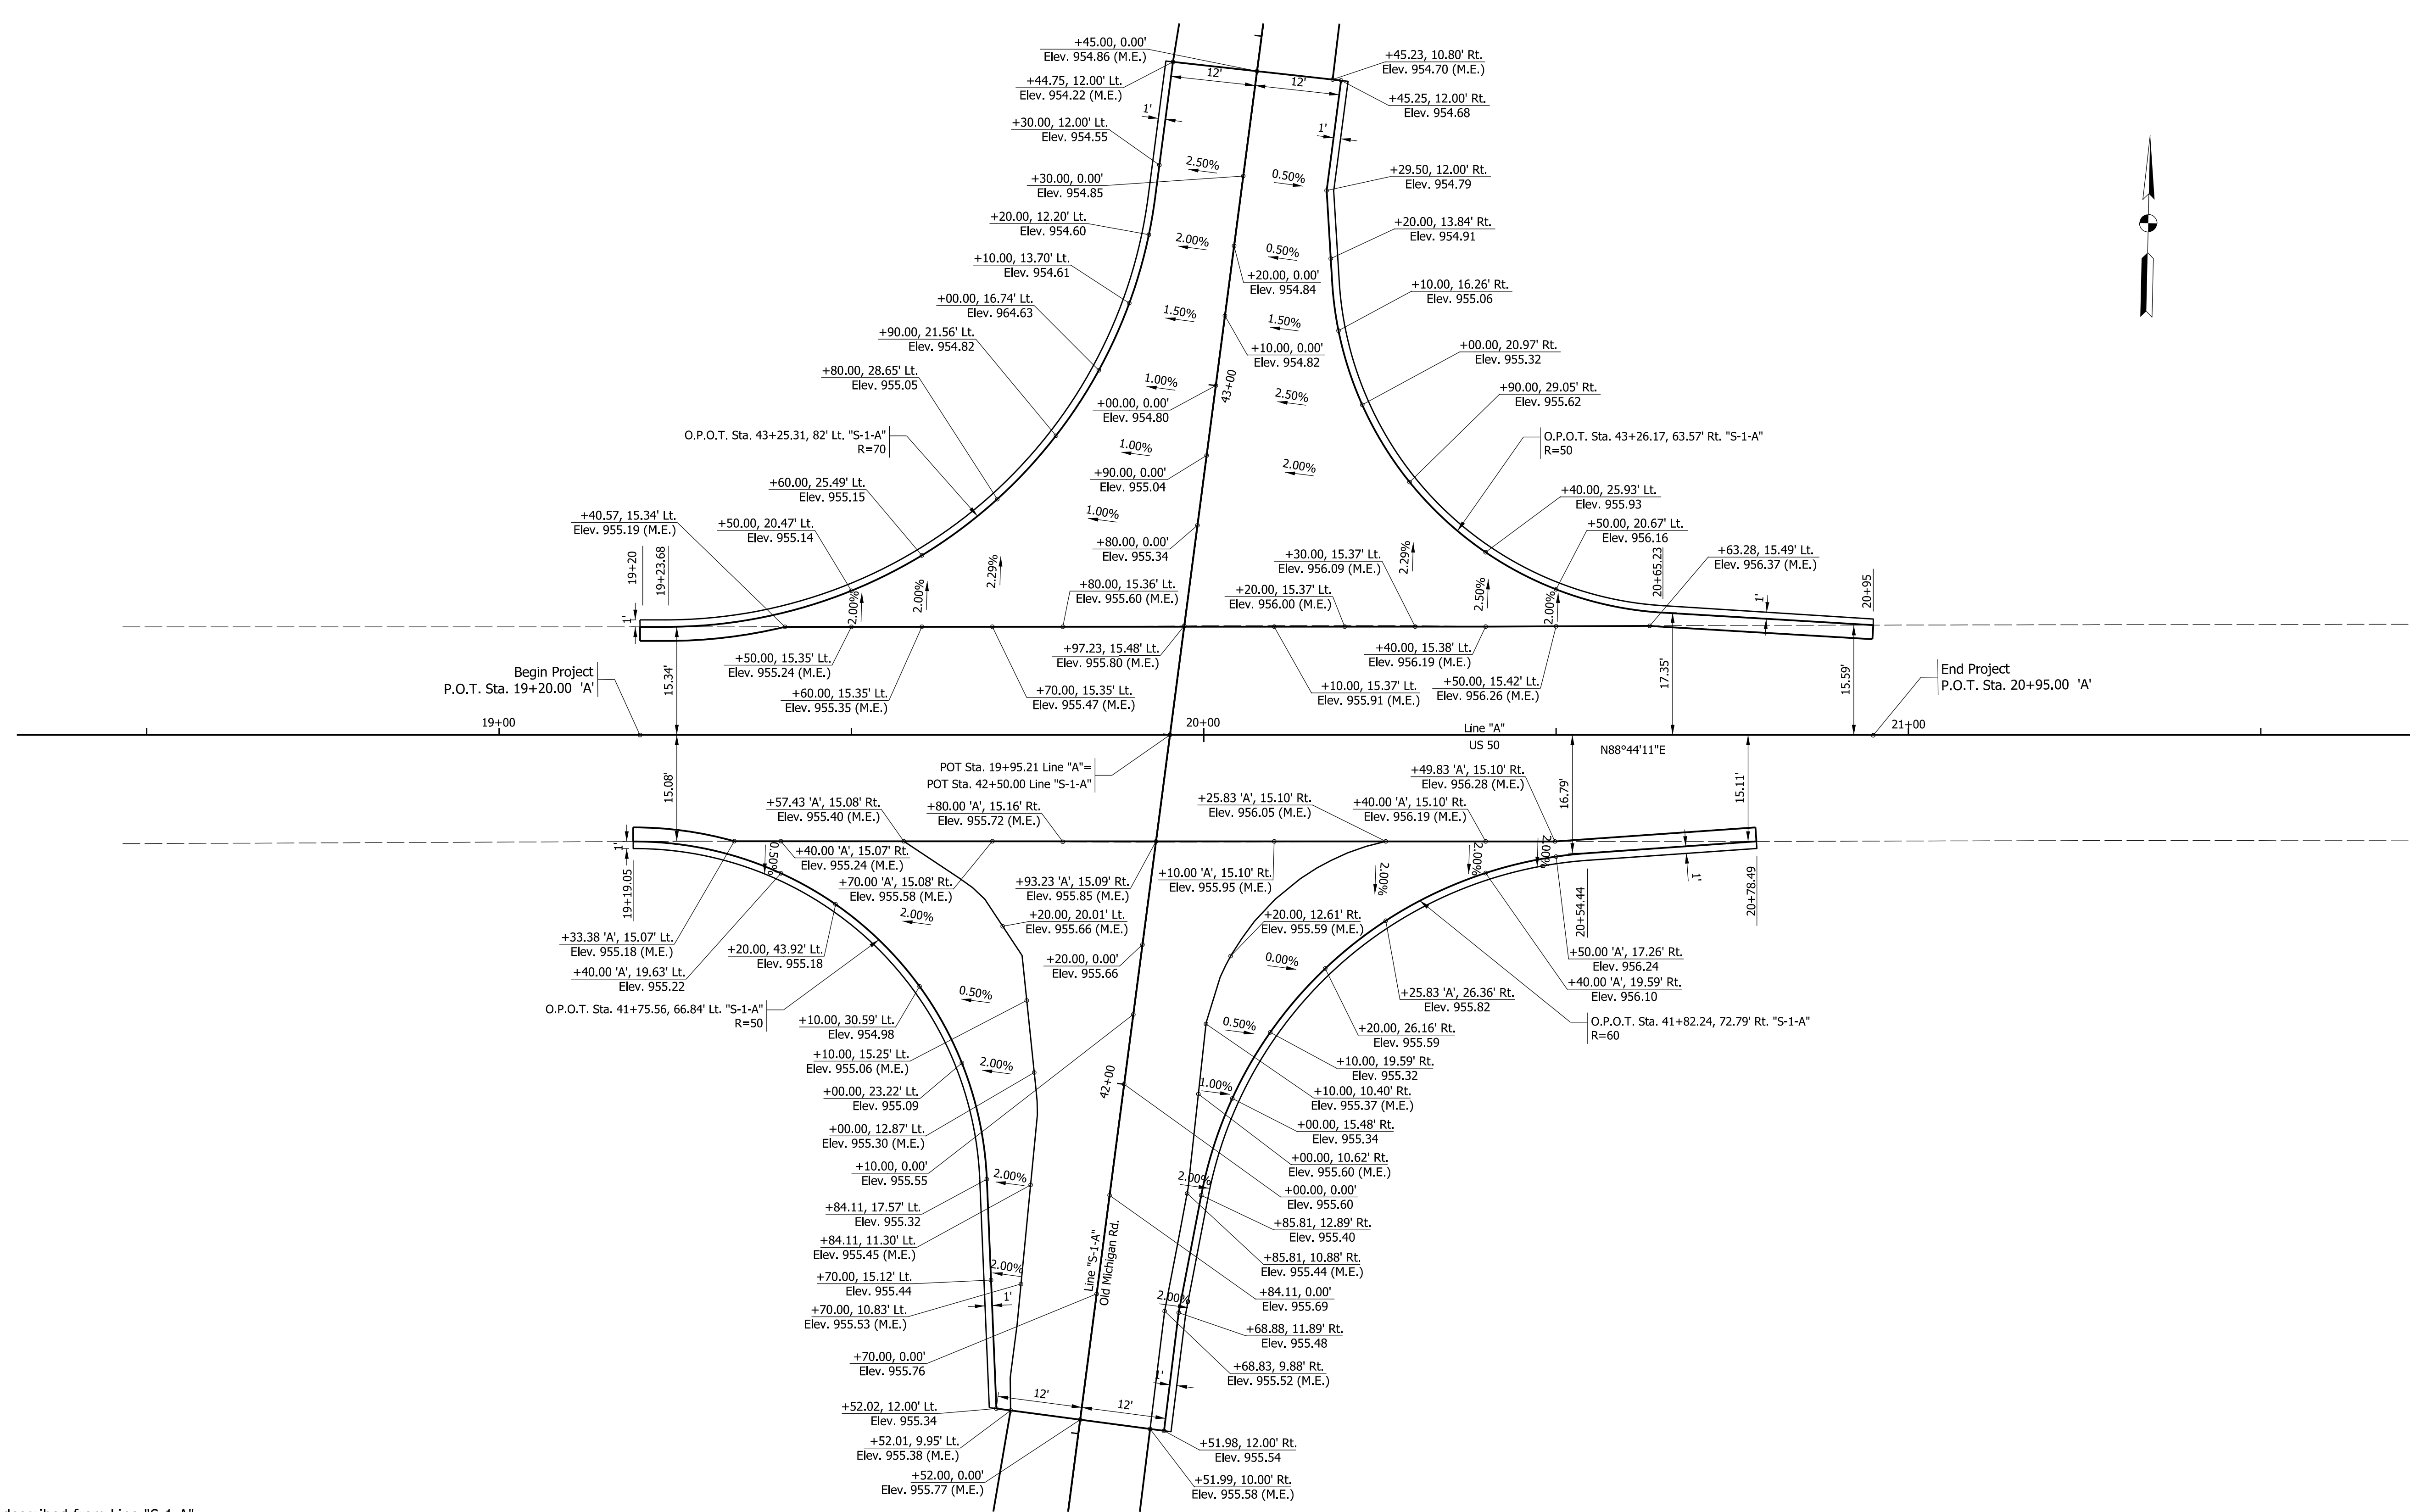 +45.00, 0.00'
Elev. 954.86 (M.E.)
+44.75, 12.00' Lt.
Elev. 954.22 (M.E.)
+30.00, 12.00' Lt.
Elev. 954.55
+30.00, 0.00'
Elev. 954.85
+20.00, 12.20' Lt.
Elev. 954.60
+10.00, 13.70' Lt.
Elev. 954.61
+00.00, 16.74' Lt.
Elev. 964.63
+90.00, 21.56' Lt.
Elev. 954.82
+80.00, 28.65' Lt.
Elev. 955.05
O.P.O.T. Sta. 43+25.31, 82' Lt. "S-1-A"
R=70
+60.00, 25.49' Lt.
Elev. 955.15
+40.57, 15.34' Lt.
Elev. 955.19 (M.E.)
+50.00, 20.47' Lt.
Elev. 955.14
19+20
19+23.68
12'
12'
1'
1'
2.50%
0.50%
2.00%
0.50%
1.50%
1.50%
1.00%
2.50%
1.00%
2.00%
1.00%
+45.23, 10.80' Rt.
Elev. 954.70 (M.E.)
+45.25, 12.00' Rt.
Elev. 954.68
+29.50, 12.00' Rt.
Elev. 954.79
+20.00, 13.84' Rt.
Elev. 954.91
+20.00, 0.00'
Elev. 954.84
+10.00, 16.26' Rt.
Elev. 955.06
+10.00, 0.00'
Elev. 954.82
43+00
+00.00, 20.97' Rt.
Elev. 955.32
+00.00, 0.00'
Elev. 954.80
+90.00, 29.05' Rt.
Elev. 955.62
O.P.O.T. Sta. 43+26.17, 63.57' Rt. "S-1-A"
R=50
+90.00, 0.00'
Elev. 955.04
+40.00, 25.93' Lt.
Elev. 955.93
+50.00, 20.67' Lt.
Elev. 956.16
+80.00, 0.00'
Elev. 955.34
+30.00, 15.37' Lt.
Elev. 956.09 (M.E.)
+63.28, 15.49' Lt.
Elev. 956.37 (M.E.)
20+65.23
20+95
2.00%
2.00%
2.29%
2.29%
2.50%
2.00%
+80.00, 15.36' Lt.
Elev. 955.60 (M.E.)
+20.00, 15.37' Lt.
Elev. 956.00 (M.E.)
1'
1'
+50.00, 15.35' Lt.
Elev. 955.24 (M.E.)
+97.23, 15.48' Lt.
Elev. 955.80 (M.E.)
+40.00, 15.38' Lt.
Elev. 956.19 (M.E.)
+60.00, 15.35' Lt.
Elev. 955.35 (M.E.)
+70.00, 15.35' Lt.
Elev. 955.47 (M.E.)
+10.00, 15.37' Lt.
Elev. 955.91 (M.E.)
+50.00, 15.42' Lt.
Elev. 956.26 (M.E.)
Begin Project
P.O.T. Sta. 19+20.00 'A'
End Project
P.O.T. Sta. 20+95.00 'A'
15.34'
17.35'
15.59'
19+00
20+00
21+00
Line "A"
US 50
N88°44'11"E
POT Sta. 19+95.21 Line "A"=
POT Sta. 42+50.00 Line "S-1-A"
15.08'
16.79'
15.11'
+57.43 'A', 15.08' Rt.
Elev. 955.40 (M.E.)
+80.00 'A', 15.16' Rt.
Elev. 955.72 (M.E.)
+25.83 'A', 15.10' Rt.
Elev. 956.05 (M.E.)
+49.83 'A', 15.10' Rt.
Elev. 956.28 (M.E.)
+40.00 'A', 15.10' Rt.
Elev. 956.19 (M.E.)
1'
0.50%
+40.00 'A', 15.07' Rt.
Elev. 955.24 (M.E.)
+70.00 'A', 15.08' Rt.
Elev. 955.58 (M.E.)
+93.23 'A', 15.09' Rt.
Elev. 955.85 (M.E.)
+10.00 'A', 15.10' Rt.
Elev. 955.95 (M.E.)
2.00%
2.00%
2.00%
1'
19+19.05
20+54.44
20+78.49
2.00%
+20.00, 20.01' Lt.
Elev. 955.66 (M.E.)
+20.00, 12.61' Rt.
Elev. 955.59 (M.E.)
+33.38 'A', 15.07' Lt.
Elev. 955.18 (M.E.)
+20.00, 43.92' Lt.
Elev. 955.18
+20.00, 0.00'
Elev. 955.66
0.00%
+50.00 'A', 17.26' Rt.
Elev. 956.24
+40.00 'A', 19.63' Lt.
Elev. 955.22
+40.00 'A', 19.59' Rt.
Elev. 956.10
+25.83 'A', 26.36' Rt.
Elev. 955.82
O.P.O.T. Sta. 41+75.56, 66.84' Lt. "S-1-A"
R=50
0.50%
O.P.O.T. Sta. 41+82.24, 72.79' Rt. "S-1-A"
R=60
+10.00, 30.59' Lt.
Elev. 954.98
0.50%
+20.00, 26.16' Rt.
Elev. 955.59
+10.00, 15.25' Lt.
Elev. 955.06 (M.E.)
2.00%
42+00
1.00%
+10.00, 19.59' Rt.
Elev. 955.32
+00.00, 23.22' Lt.
Elev. 955.09
+10.00, 10.40' Rt.
Elev. 955.37 (M.E.)
+00.00, 12.87' Lt.
Elev. 955.30 (M.E.)
+00.00, 15.48' Rt.
Elev. 955.34
+10.00, 0.00'
Elev. 955.55
+00.00, 10.62' Rt.
Elev. 955.60 (M.E.)
2.00%
2.00%
+00.00, 0.00'
Elev. 955.60
+84.11, 17.57' Lt.
Elev. 955.32
+85.81, 12.89' Rt.
Elev. 955.40
+84.11, 11.30' Lt.
Elev. 955.45 (M.E.)
+85.81, 10.88' Rt.
Elev. 955.44 (M.E.)
Line "S-1-A"
Old Michigan Rd.
2.00%
2.00%
+70.00, 15.12' Lt.
Elev. 955.44
+84.11, 0.00'
Elev. 955.69
1'
+70.00, 10.83' Lt.
Elev. 955.53 (M.E.)
+68.88, 11.89' Rt.
Elev. 955.48
+70.00, 0.00'
Elev. 955.76
+68.83, 9.88' Rt.
Elev. 955.52 (M.E.)
1'
12'
12'
+52.02, 12.00' Lt.
Elev. 955.34
+52.01, 9.95' Lt.
Elev. 955.38 (M.E.)
+51.98, 12.00' Rt.
Elev. 955.54
+52.00, 0.00'
Elev. 955.77 (M.E.)
+51.99, 10.00' Rt.
Elev. 955.58 (M.E.)